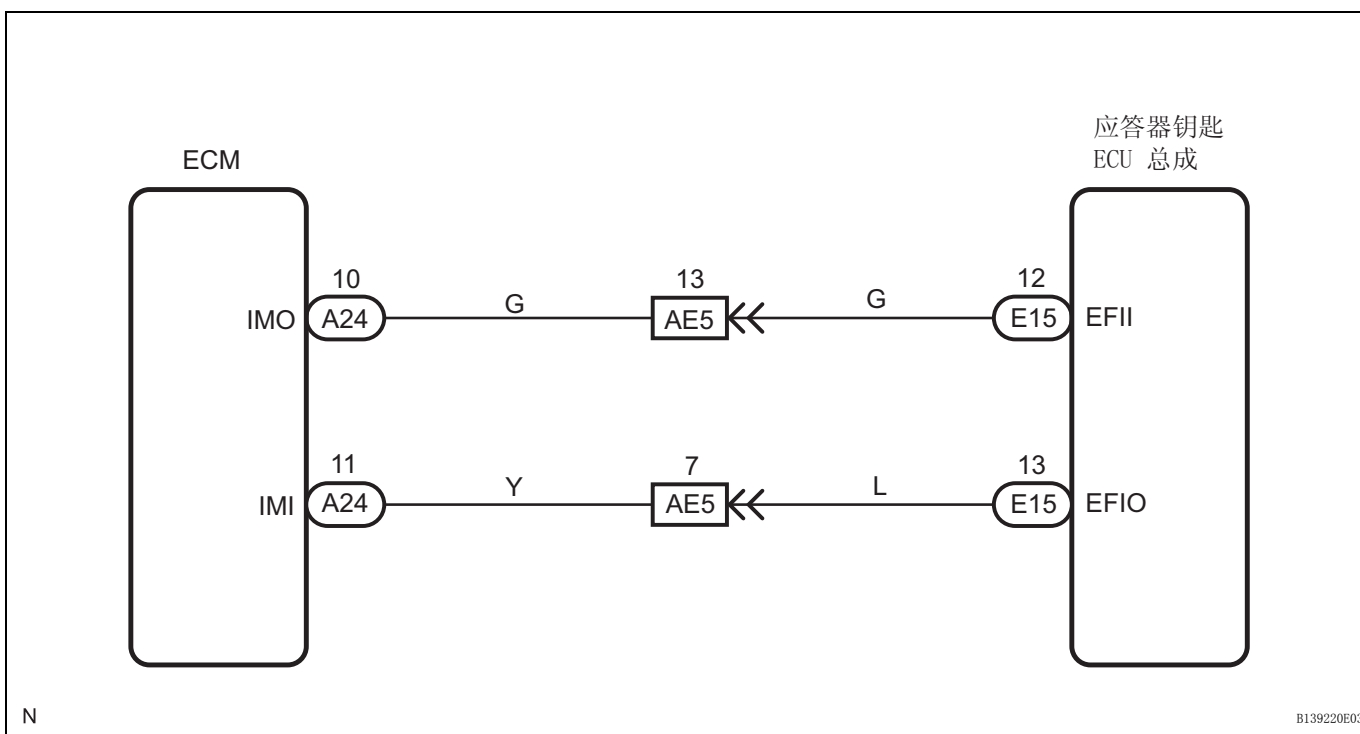 应答器钥匙
ECU 总成
ECM
10
13
12
G
G
IMO
A24
AE5
E15
EFII
11
7
13
Y
L
IMI
A24
AE5
E15
EFIO
N
B139220E03